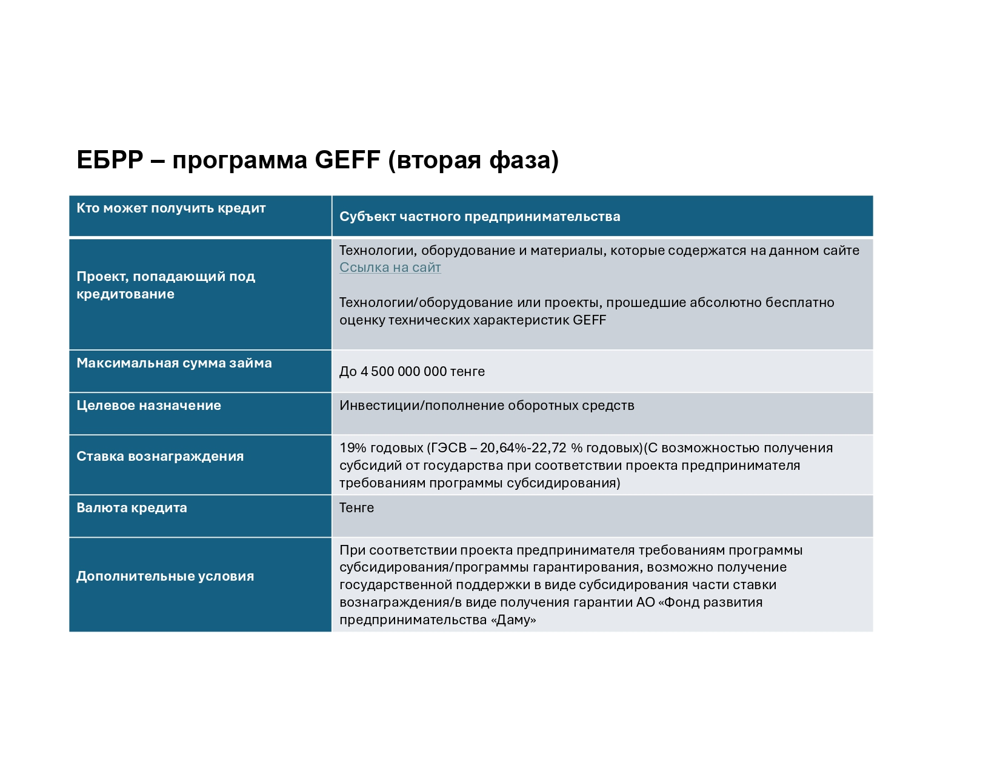 ЕБРР – программа GEFF (вторая фаза)
Кто может получить кредит
Субъект частного предпринимательства
Проект, попадающий под
кредитование
Технологии, оборудование и материалы, которые содержатся на данном сайте
Ссылка на сайт
Технологии/оборудование или проекты, прошедшие абсолютно бесплатно
оценку технических характеристик GEFF
Максимальная сумма займа
До 4 500 000 000 тенге
Целевое назначение
Инвестиции/пополнение оборотных средств
Ставка вознаграждения
19% годовых (ГЭСВ – 20,64%-22,72 % годовых)(С возможностью получения
субсидий от государства при соответствии проекта предпринимателя
требованиям программы субсидирования)
Валюта кредита
Тенге
Дополнительные условия
При соответствии проекта предпринимателя требованиям программы
субсидирования/программы гарантирования, возможно получение
государственной поддержки в виде субсидирования части ставки
вознаграждения/в виде получения гарантии АО «Фонд развития
предпринимательства «Даму»